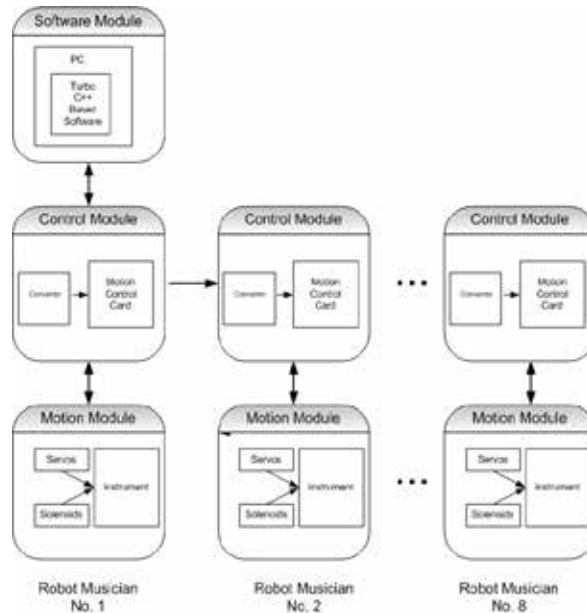 Software Module
PC
Turbo
C++
Based
Software
Control Module
Converter
Motion
Control
Card
Control Module
Converter
Motion
Control
Card
...
Control Module
Converter
Motion
Control
Card
Motion Module
Servos
Solenoids
Instrument
Motion Module
Servos
Solenoids
Instrument
...
Motion Module
Servos
Solenoids
Instrument
Robot Musician
No. 1
Robot Musician
No. 2
Robot Musician
No. 8